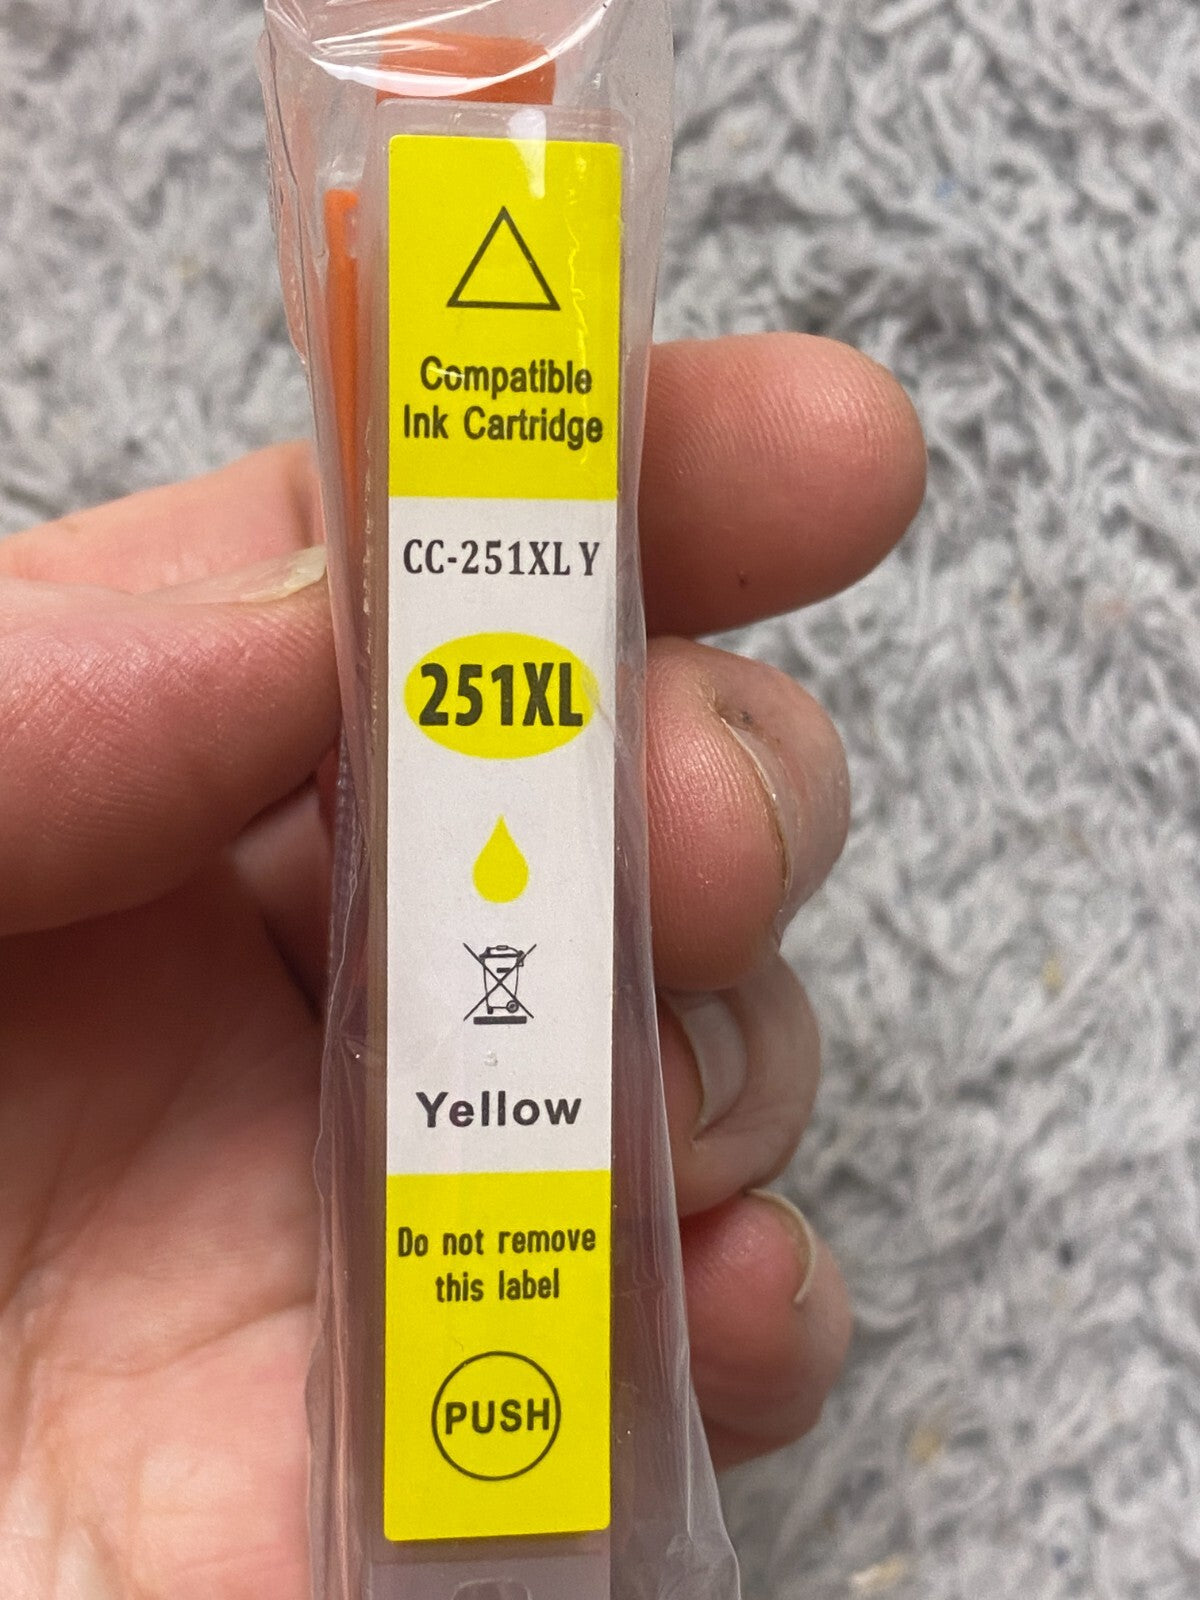 Compatible
Ink Cartridge
CC-251XL Y
251XL
Yellow
Do not remove
this label
PUSH